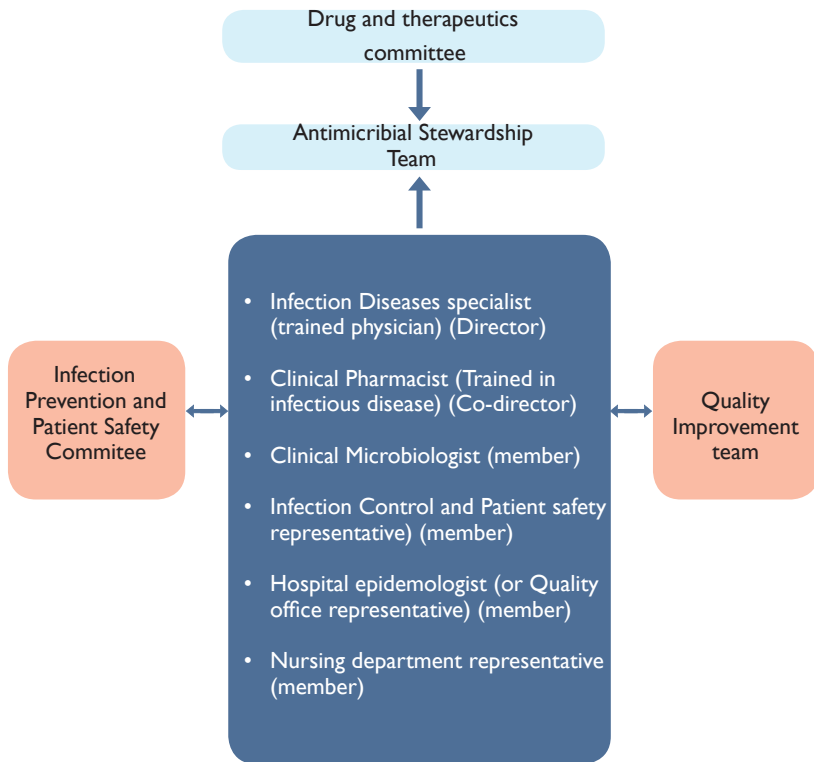 Drug and therapeutics
committee
Antimicribial Stewardship
Team
• Infection Diseases specialist
(trained physician) (Director)
• Clinical Pharmacist (Trained in
infectious disease) (Co-director)
• Clinical Microbiologist (member)
• Infection Control and Patient safety
representative) (member)
• Hospital epidemologist (or Quality
office representative) (member)
• Nursing department representative
(member)
Infection
Prevention and
Patient Safety
Commitee
Quality
Improvement
team